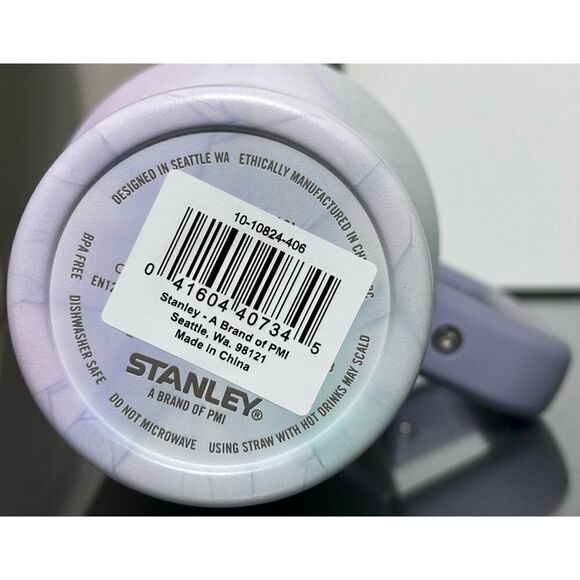 DESIGNED IN SEATTLE WA ETHICALLY MANUFACTURED IN CH
10-10824-406
0 41604 40734 5
Stanley - A Brand of PMI
Seattle, Wa. 98121
Made in China
BPA FREE
EN12
DISHWASHER SAFE
STANLEY®
A BRAND OF PMI
DO NOT MICROWAVE
USING STRAW WITH HOT DRINKS MAY SCALD